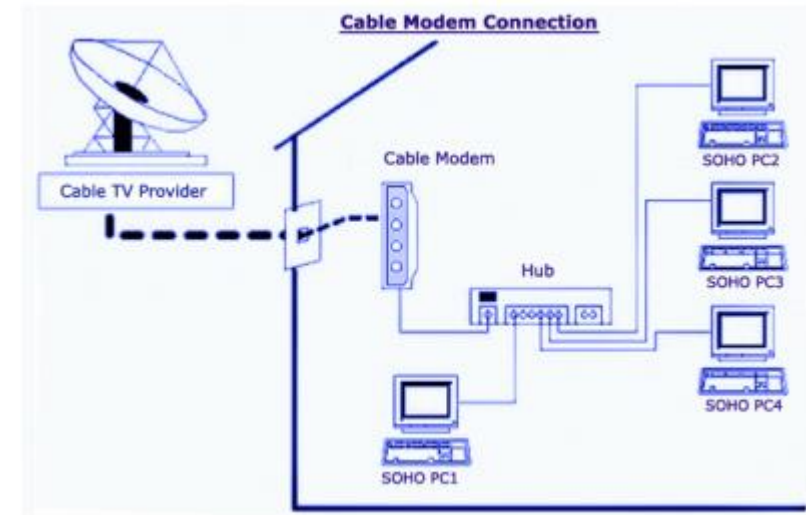 Cable Modem Connection
Cable TV Provider
Cable Modem
Hub
SOHO PC1
SOHO PC2
SOHO PC3
SOHO PC4